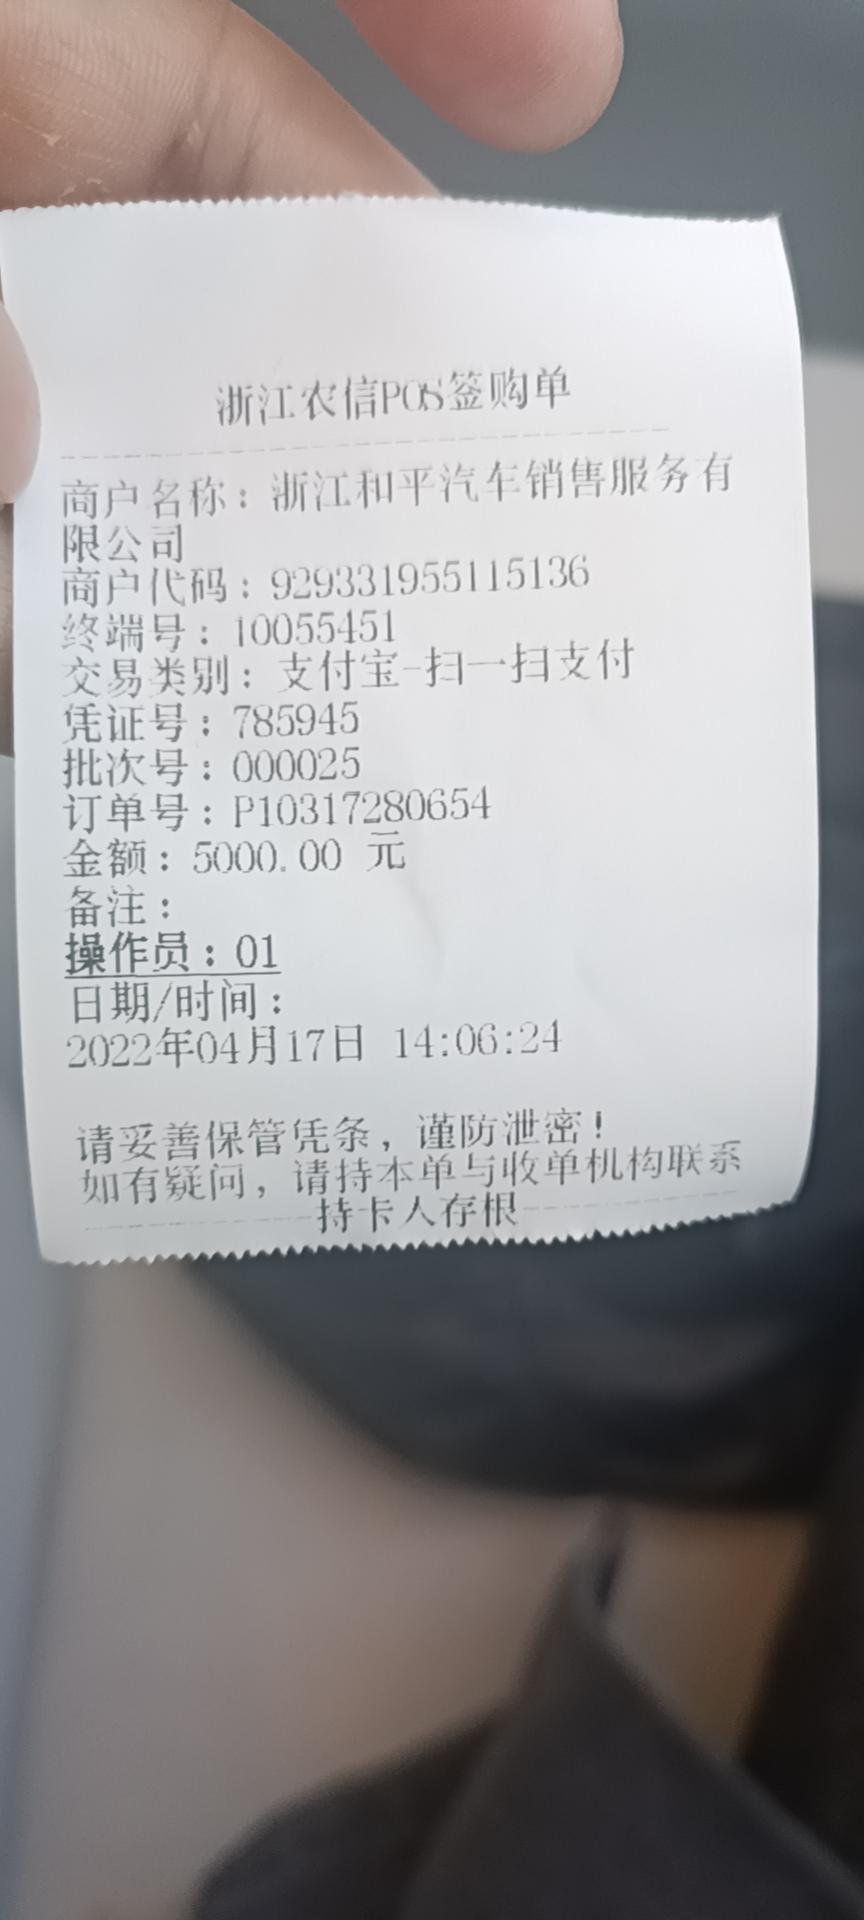 浙江农信POS签购单
商户名称：浙江和平汽车销售服务有
限公司
商户代码：929331955115136
终端号：10055451
交易类别：支付宝-扫一扫支付
凭证号：785945
批次号：000025
订单号：P10317280654
金额：5000.00 元
备注：
操作员：01
日期/时间：
2022年04月17日 14:06:24
请妥善保管凭条，谨防泄密！
如有疑问，请持本单与收单机构联系
持卡人存根